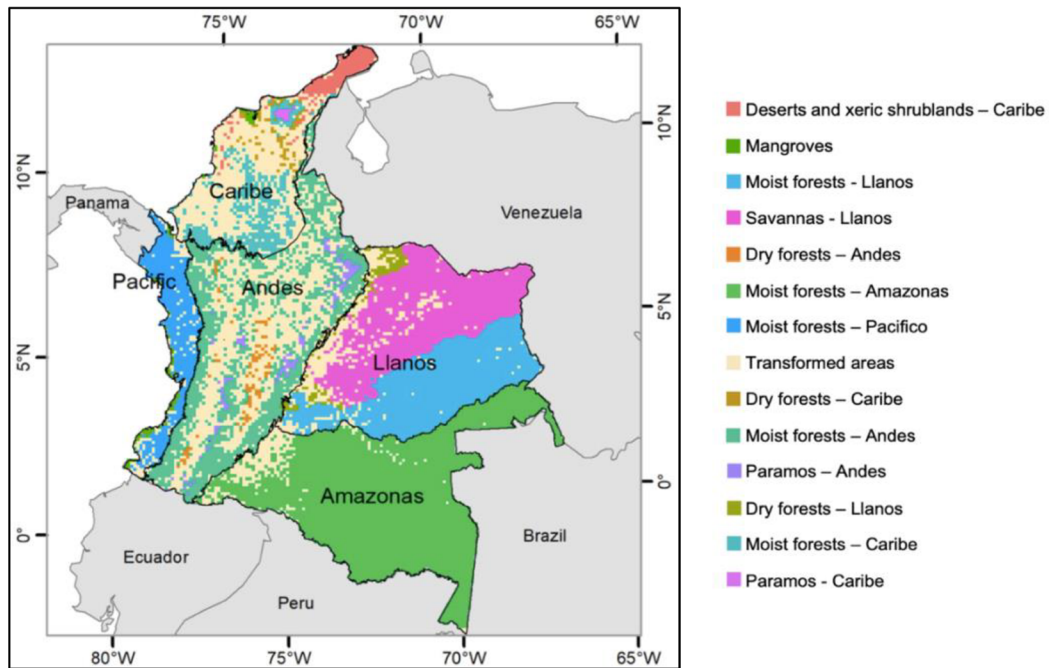 75°W 70°W 65°W
10°N
10°N
Caribe
Panama
Venezuela
Pacific
Andes
5°N
5°N
Llanos
0°
Amazonas
0°
Brazil
Ecuador
Peru
80°W 75°W 70°W 65°W
Deserts and xeric shrublands – Caribe
Mangroves
Moist forests - Llanos
Savannas - Llanos
Dry forests – Andes
Moist forests – Amazonas
Moist forests – Pacifico
Transformed areas
Dry forests – Caribe
Moist forests – Andes
Paramos – Andes
Dry forests – Llanos
Moist forests – Caribe
Paramos - Caribe